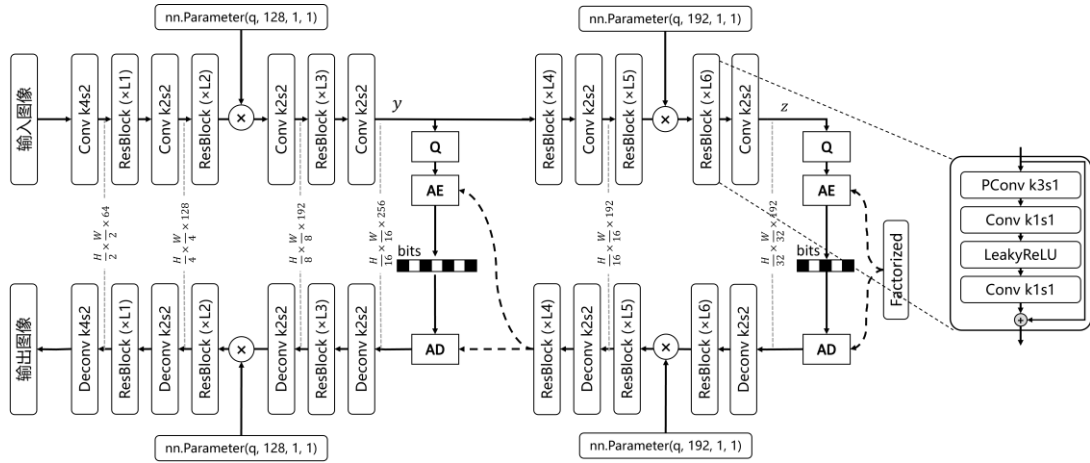 nn.Parameter(q, 128, 1, 1)
nn.Parameter(q, 192, 1, 1)
输入图像
Conv k4s2
ResBlock (×L1)
Conv k2s2
ResBlock (×L2)
×
Conv k2s2
ResBlock (×L3)
Conv k2s2
y
ResBlock (×L4)
Conv k2s2
ResBlock (×L5)
×
ResBlock (×L6)
Conv k2s2
z
Q
AE
bits
AD
Q
AE
bits
AD
Factorized
H/2 × W/2 × 64
H/4 × W/4 × 128
H/8 × W/8 × 192
H/16 × W/16 × 256
H/16 × W/16 × 192
H/32 × W/32 × 192
PConv k3s1
Conv k1s1
LeakyReLU
Conv k1s1
+
输出图像
Deconv k4s2
ResBlock (×L1)
Deconv k2s2
ResBlock (×L2)
×
Deconv k2s2
ResBlock (×L3)
Deconv k2s2
ResBlock (×L4)
Deconv k2s2
ResBlock (×L5)
×
ResBlock (×L6)
Deconv k2s2
nn.Parameter(q, 128, 1, 1)
nn.Parameter(q, 192, 1, 1)